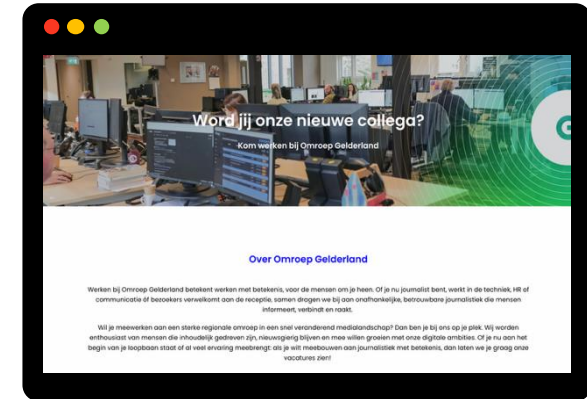 Word jij onze nieuwe collega?
Kom werken bij Omroep Gelderland
G
Over Omroep Gelderland
Werken bij Omroep Gelderland betekent werken met betekenis, voor de mensen om je heen. Of je nu journalist bent, werkt in de techniek, HR of
communicatie óf bezoekers verwelkomt aan de receptie, samen dragen we bij aan onafhankelijke, betrouwbare journalistiek die mensen
informeert, verbindt en raakt.
Wil je meewerken aan een sterke regionale omroep in een snel veranderend medialandschap? Dan ben je bij ons op je plek. Wij worden
enthousiast van mensen die inhoudelijk gedreven zijn, nieuwsgierig blijven en mee willen groeien met onze digitale ambities. Of je nu aan het
begin van je loopbaan staat of al veel ervaring meebrengt: als je wilt meebouwen aan journalistiek met betekenis, dan laten we je graag onze
vacatures zien!